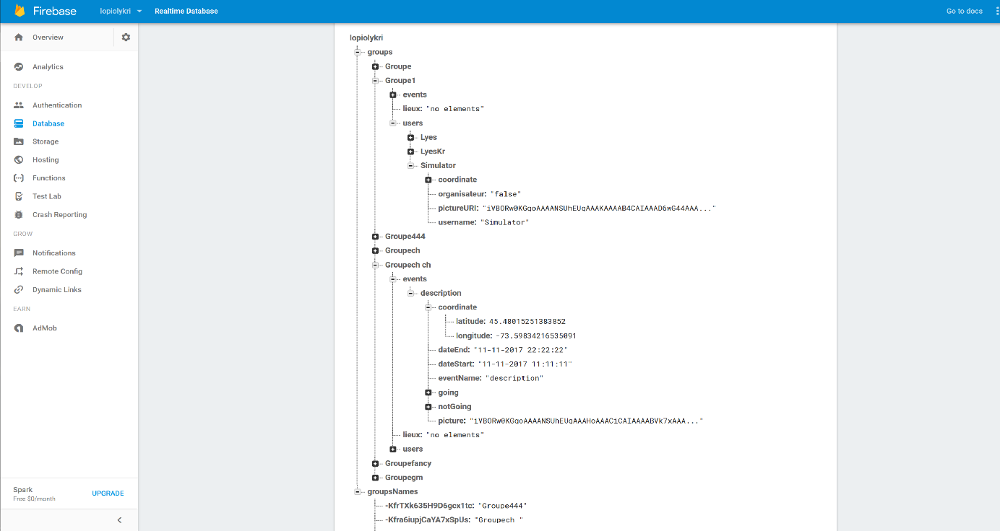 Firebase lopiolykri Realtime Database Go to docs
Overview
Analytics
DEVELOP
Authentication
Database
Storage
Hosting
Functions
Test Lab
Crash Reporting
GROW
Notifications
Remote Config
Dynamic Links
EARN
AdMob
Spark
Free $0/month
UPGRADE
lopiolykri
groups
Groupe
Groupe1
events
lieux: "no elements"
users
Lyes
LyesKr
Simulator
coordinate
organisateur: "false"
pictureURl: "iVBORw0KGgoAAAANSUhEUgAAAKAAAAB4CAIAAAD6wG44AAA..."
username: "Simulator"
Groupe444
Groupech
Groupech ch
events
description
coordinate
latitude: 45.48015251383852
longitude: -73.59834216535091
dateEnd: "11-11-2017 22:22:22"
dateStart: "11-11-2017 11:11:11"
eventName: "description"
going
notGoing
picture: "iVBORw0KGgoAAAANSUhEUgAAAHoAAACiCAIAAAABVk7xAAA..."
lieux: "no elements"
users
Groupefancy
Groupegm
groupsNames
-KfrTXk635H9D6gcx1tc: "Groupe444"
-Kfra6iupjCaYA7xSpUs: "Groupech "